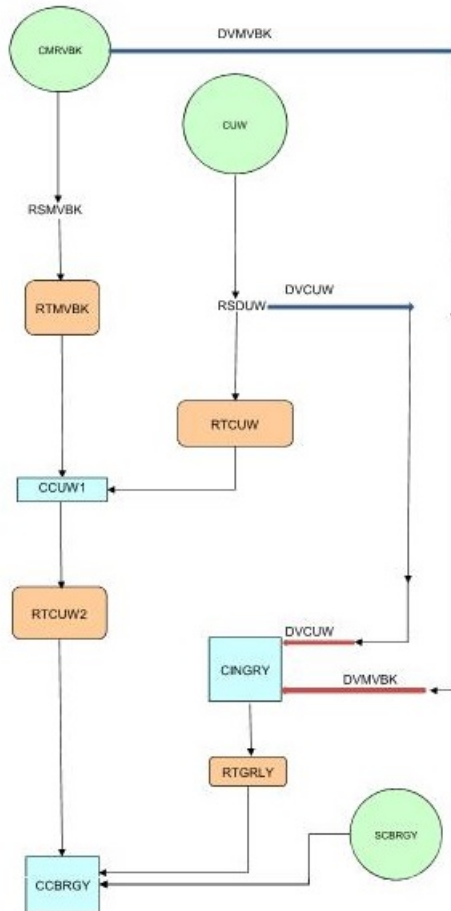 DVMVBK
CMRVBK
CUW
RSMVBK
DVCUW
RTMVBK
RSDUW
RTCUW
CCUW1
RTCUW2
DVCUW
CINGRY
DVMVBK
RTGRLY
SCBRGY
CCBRGY